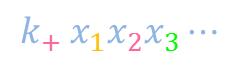 k₊ x₁x₂x₃ ⋯